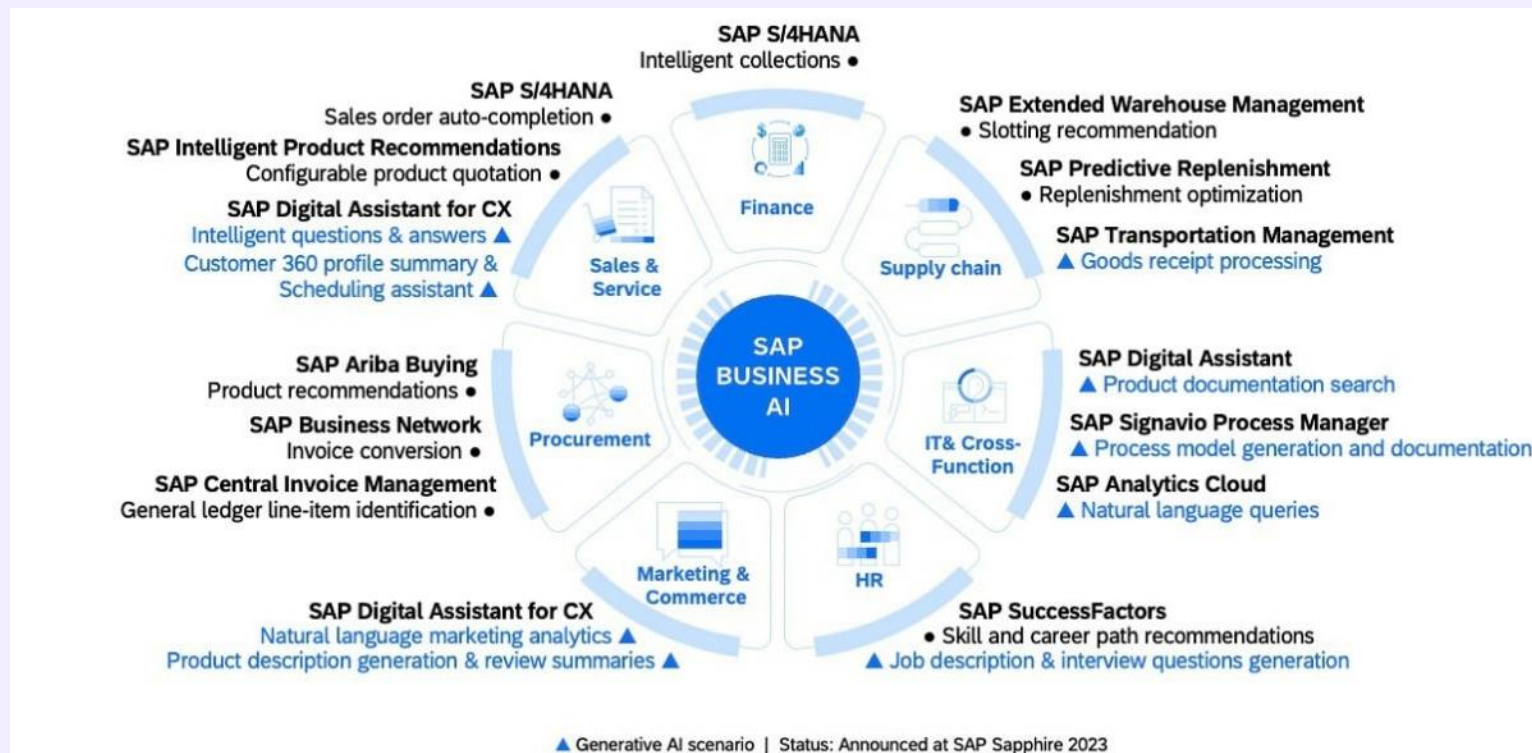 SAP S/4HANA
Intelligent collections ●
SAP S/4HANA
Sales order auto-completion ●
SAP Intelligent Product Recommendations
Configurable product quotation ●
SAP Digital Assistant for CX
Intelligent questions & answers ▲
Customer 360 profile summary &
Scheduling assistant ▲
SAP Extended Warehouse Management
● Slotting recommendation
SAP Predictive Replenishment
● Replenishment optimization
SAP Transportation Management
▲ Goods receipt processing
Finance
Sales &
Service
Supply chain
SAP
BUSINESS
AI
SAP Ariba Buying
Product recommendations ●
SAP Business Network
Invoice conversion ●
SAP Central Invoice Management
General ledger line-item identification ●
Procurement
IT& Cross-
Function
SAP Digital Assistant
▲ Product documentation search
SAP Signavio Process Manager
▲ Process model generation and documentation
SAP Analytics Cloud
▲ Natural language queries
Marketing &
Commerce
HR
SAP Digital Assistant for CX
Natural language marketing analytics ▲
Product description generation & review summaries ▲
SAP SuccessFactors
● Skill and career path recommendations
▲ Job description & interview questions generation
▲ Generative AI scenario | Status: Announced at SAP Sapphire 2023